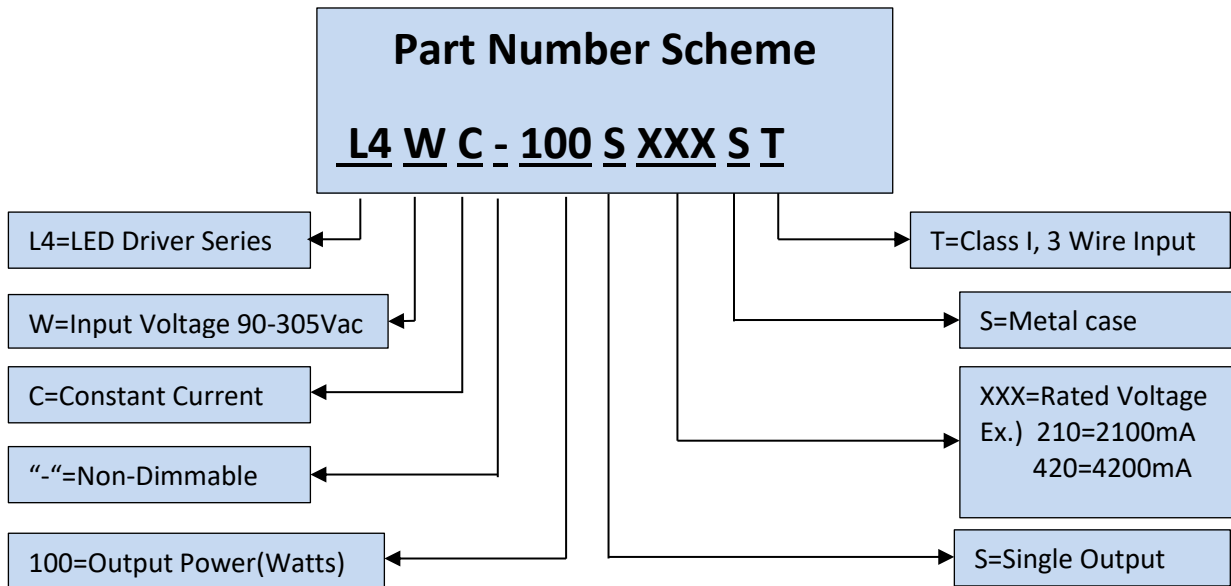 Part Number Scheme
L4 W C - 100 S XXX S T
L4=LED Driver Series
W=Input Voltage 90-305Vac
C=Constant Current
“-“=Non-Dimmable
100=Output Power(Watts)
T=Class I, 3 Wire Input
S=Metal case
XXX=Rated Voltage
Ex.) 210=2100mA
420=4200mA
S=Single Output